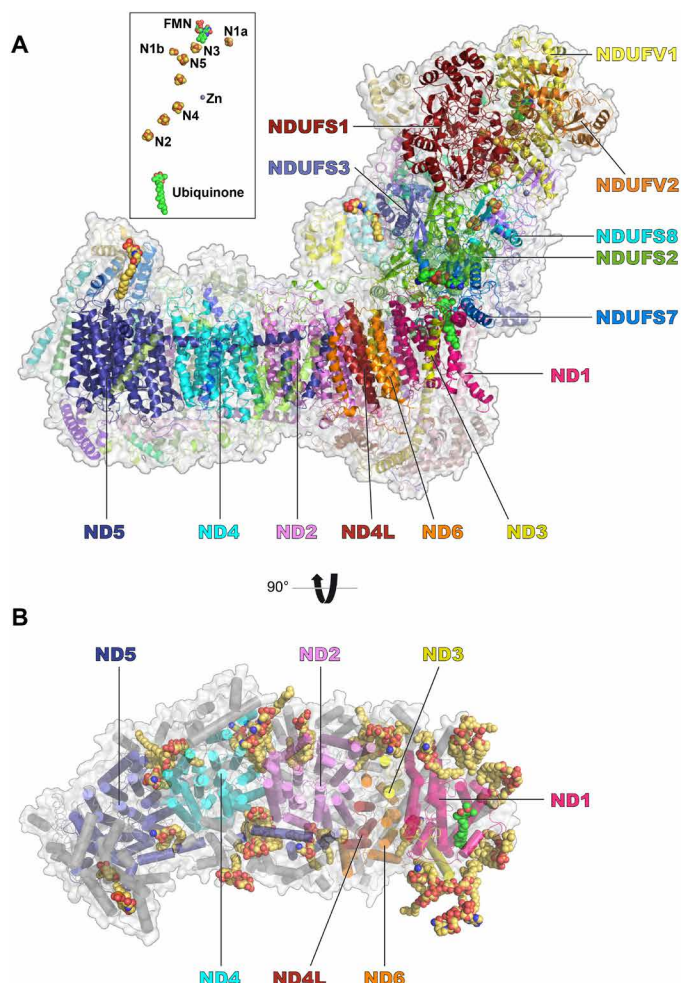 A
FMN
N1a
N1b
N3
N5
Zn
N4
N2
Ubiquinone
NDUFV1
NDUFS1
NDUFS3
NDUFV2
NDUFS8
NDUFS2
NDUFS7
ND1
ND5 ND4 ND2 ND4L ND6 ND3
90°
B
ND5 ND2 ND3
ND1
ND4 ND4L ND6